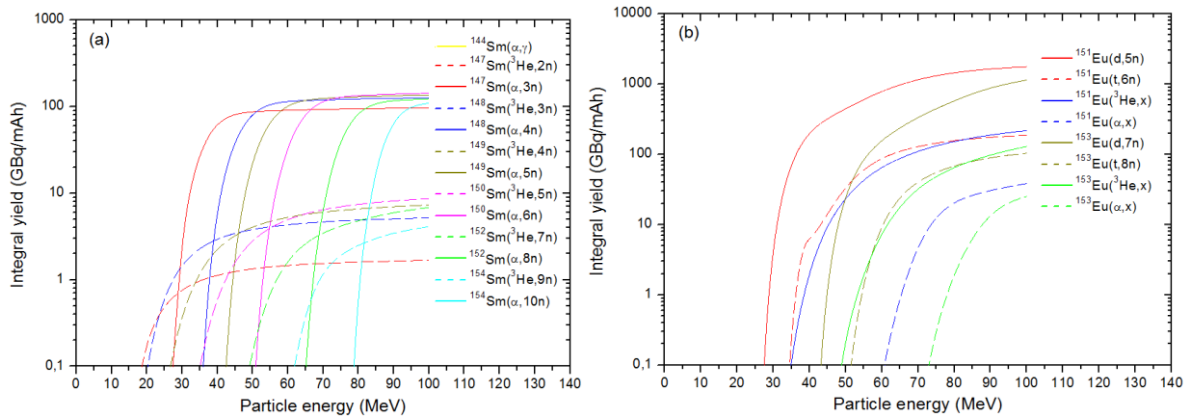 (a)
1000
100
10
1
0,1
Integral yield (GBq/mAh)
0 10 20 30 40 50 60 70 80 90 100 110 120 130 140
Particle energy (MeV)
¹⁴⁴Sm(α,γ)
¹⁴⁷Sm(³He,2n)
¹⁴⁷Sm(α,3n)
¹⁴⁸Sm(³He,3n)
¹⁴⁸Sm(α,4n)
¹⁴⁹Sm(³He,4n)
¹⁴⁹Sm(α,5n)
¹⁵⁰Sm(³He,5n)
¹⁵⁰Sm(α,6n)
¹⁵²Sm(³He,7n)
¹⁵²Sm(α,8n)
¹⁵⁴Sm(³He,9n)
¹⁵⁴Sm(α,10n)
(b)
10000
1000
100
10
1
0,1
Integral yield (GBq/mAh)
0 10 20 30 40 50 60 70 80 90 100 110 120 130 140
Particle energy (MeV)
¹⁵¹Eu(d,5n)
¹⁵¹Eu(t,6n)
¹⁵¹Eu(³He,x)
¹⁵¹Eu(α,x)
¹⁵³Eu(d,7n)
¹⁵³Eu(t,8n)
¹⁵³Eu(³He,x)
¹⁵³Eu(α,x)